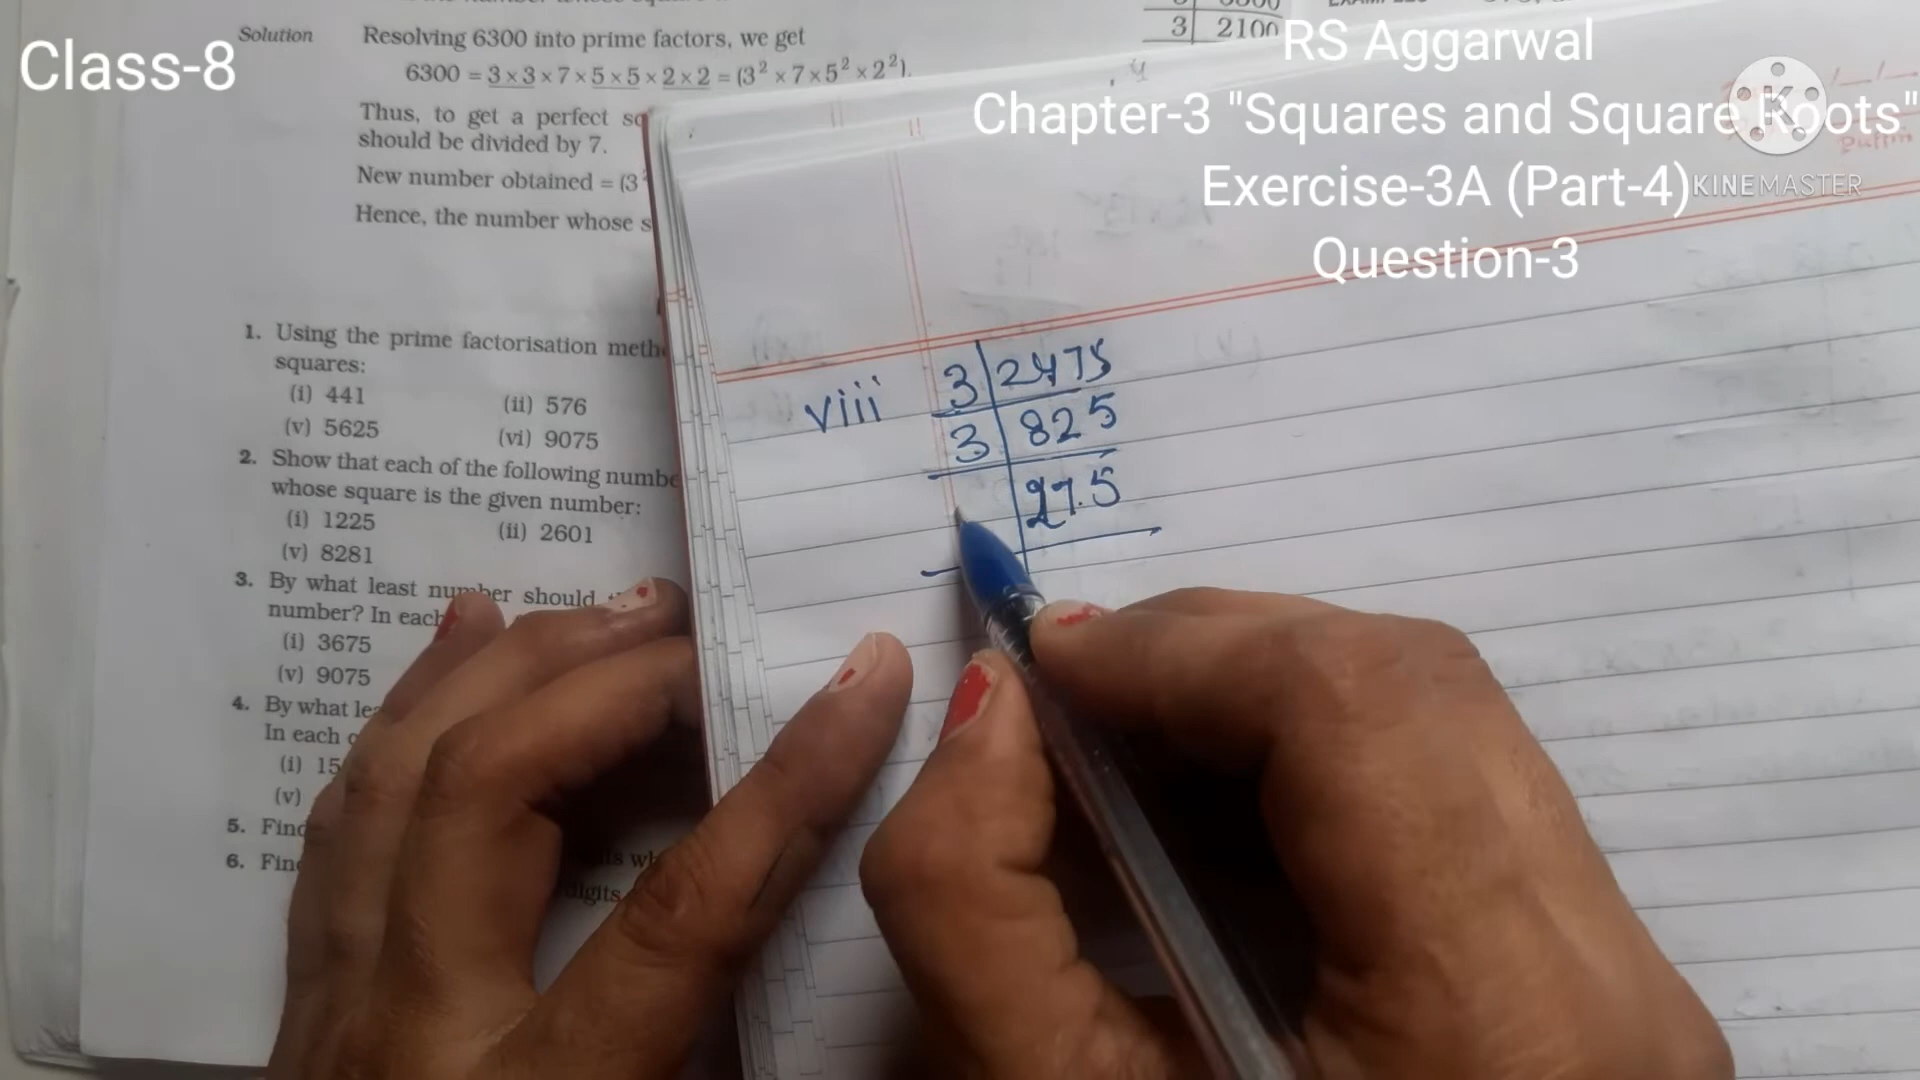 Class-8
RS Aggarwal
Chapter-3 "Squares and Square Roots"
Exercise-3A (Part-4)
Question-3
KINEMASTER
3 2100
Solution Resolving 6300 into prime factors, we get
6300 = 3 × 3 × 7 × 5 × 5 × 2 × 2 = (3² × 7 × 5² × 2²).
Thus, to get a perfect
should be divided by 7.
New number obtained = (3
Hence, the number whose
1. Using the prime factorisation
squares:
(i) 441 (ii) 576
(v) 5625 (vi) 9075
2. Show that each of the following
whose square is the given number:
(i) 1225 (ii) 2601
(v) 8281
3. By what least number should
number? In each
(i) 3675
(v) 9075
4. By what
In each
(i) 15
(v)
5.
6.
digits
viii 3 2475
3 825
275